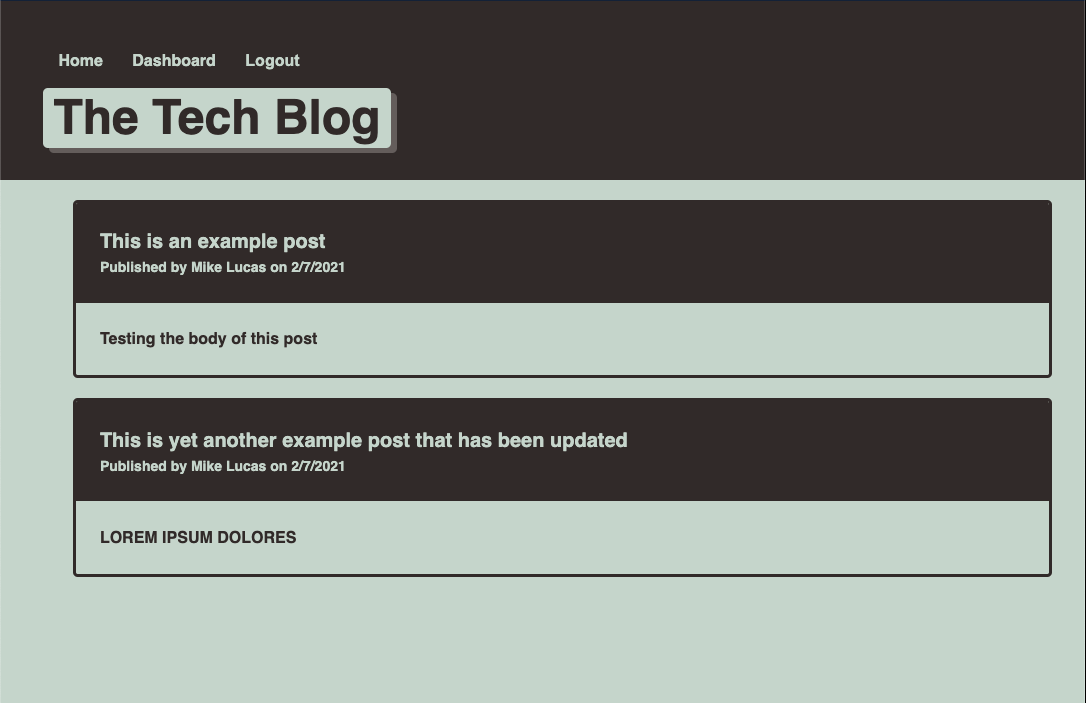 Home Dashboard Logout
The Tech Blog
This is an example post
Published by Mike Lucas on 2/7/2021
Testing the body of this post
This is yet another example post that has been updated
Published by Mike Lucas on 2/7/2021
LOREM IPSUM DOLORES